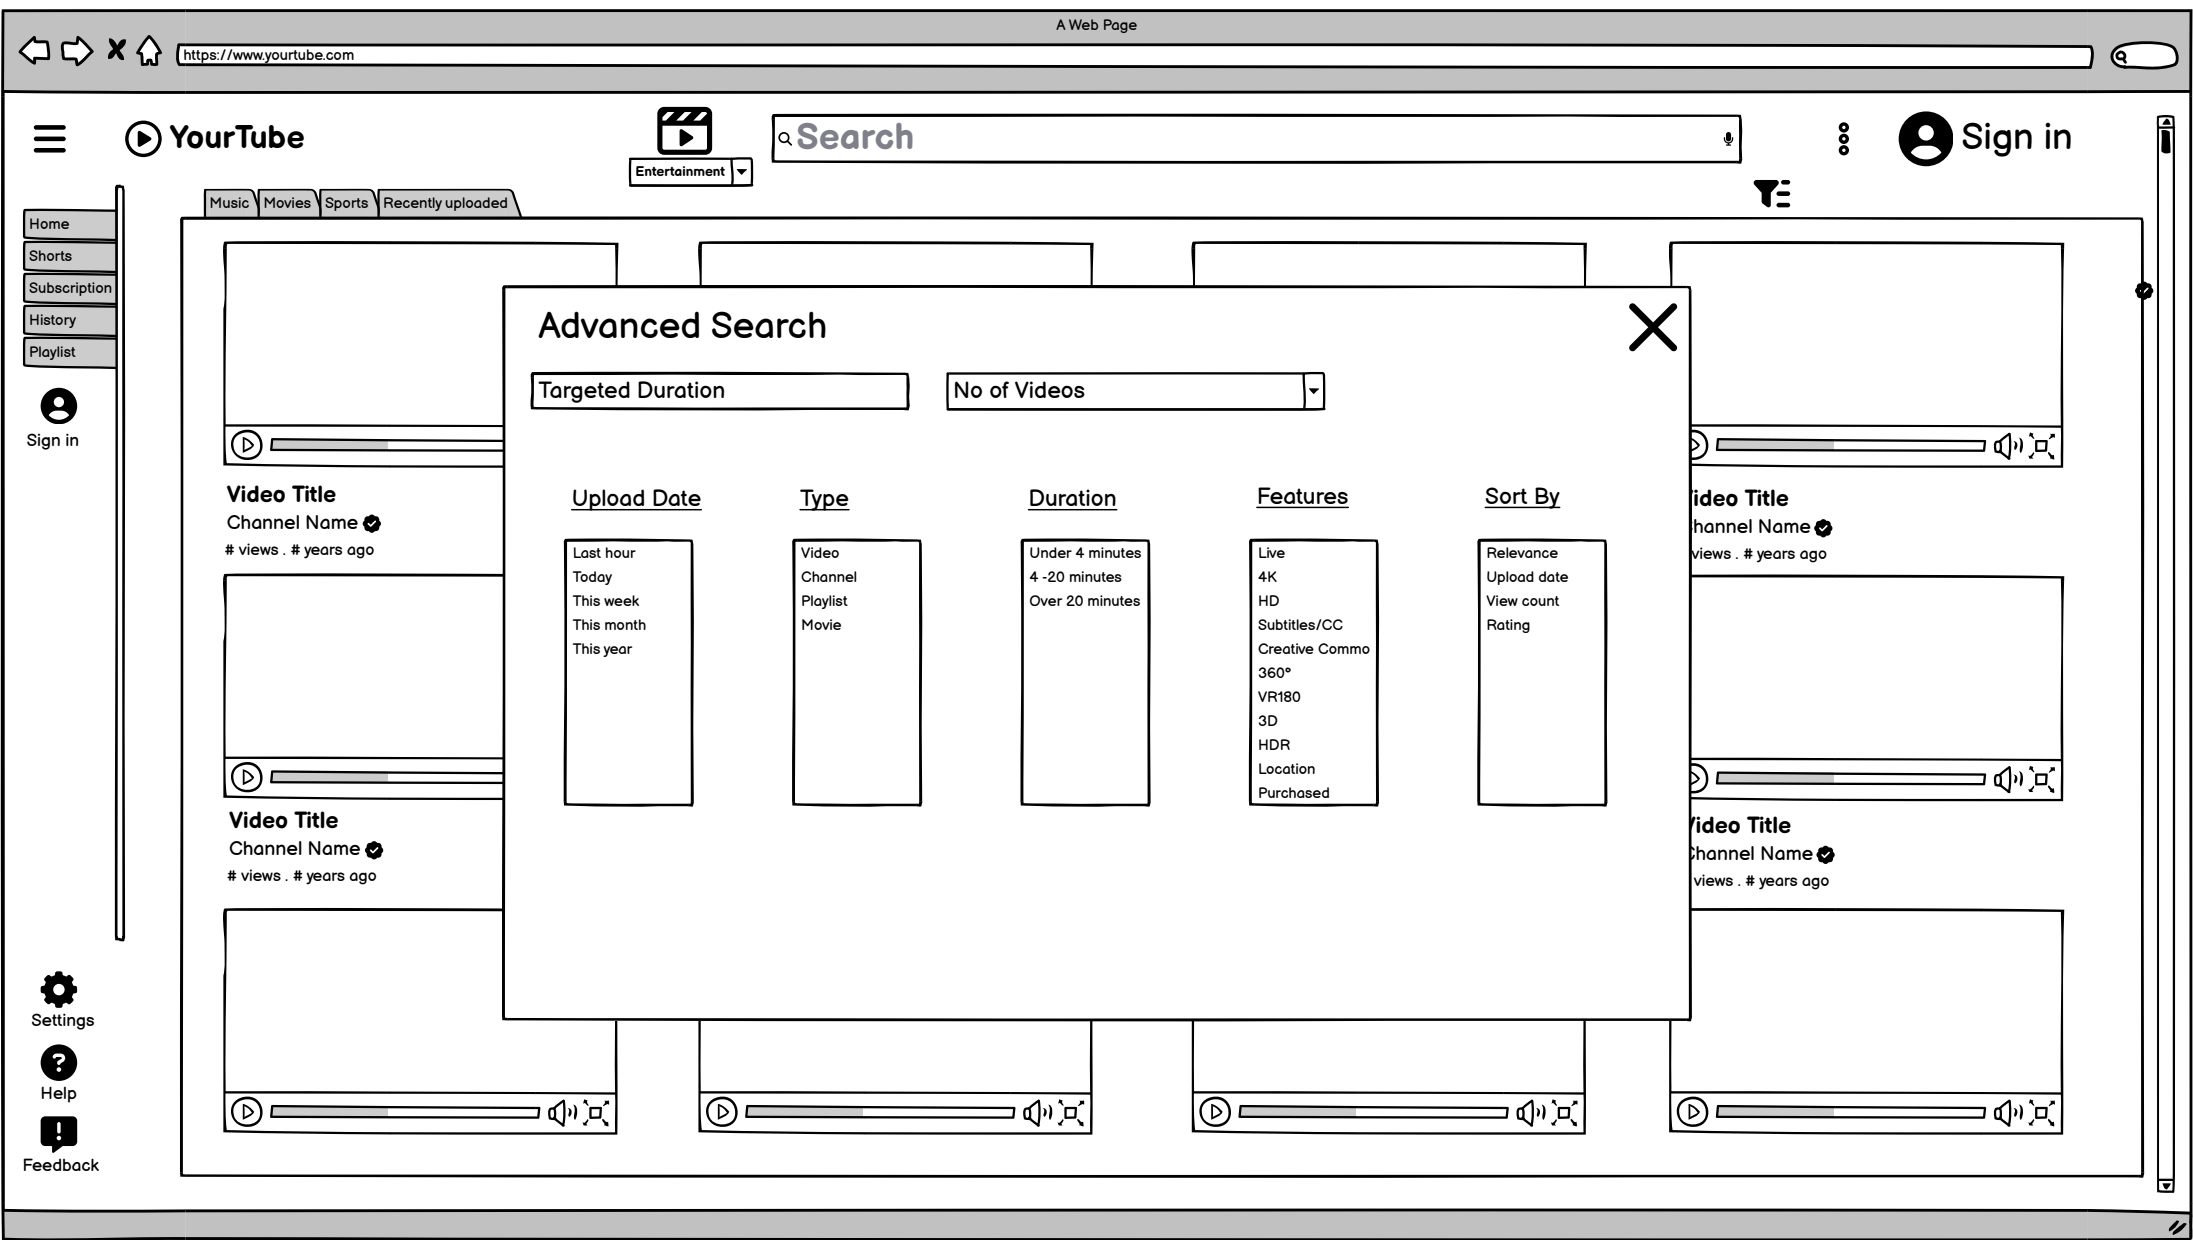 A Web Page
https://www.yourtube.com
YourTube
Entertainment
Search
Sign in
Music
Movies
Sports
Recently uploaded
Home
Shorts
Subscription
History
Playlist
Sign in
Settings
Help
Feedback
Advanced Search
Targeted Duration
No of Videos
Upload Date
Last hour
Today
This week
This month
This year
Type
Video
Channel
Playlist
Movie
Duration
Under 4 minutes
4 -20 minutes
Over 20 minutes
Features
Live
4K
HD
Subtitles/CC
Creative Commo
360°
VR180
3D
HDR
Location
Purchased
Sort By
Relevance
Upload date
View count
Rating
Video Title
Channel Name
# views . # years ago
Video Title
Channel Name
# views . # years ago
Video Title
Channel Name
views . # years ago
Video Title
Channel Name
views . # years ago